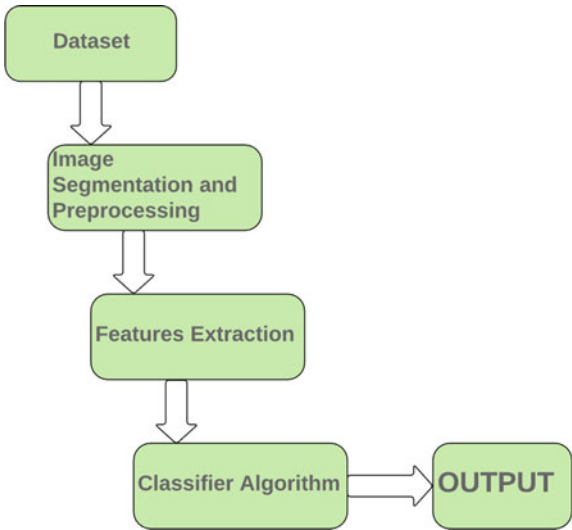 Dataset
Image
Segmentation and
Preprocessing
Features Extraction
Classifier Algorithm
OUTPUT